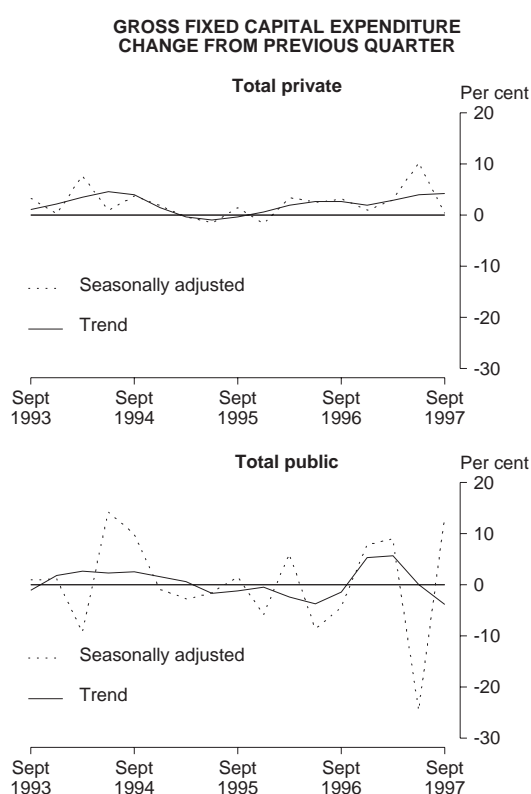 GROSS FIXED CAPITAL EXPENDITURE
CHANGE FROM PREVIOUS QUARTER
Total private
Per cent
20
10
0
-10
-20
-30
Seasonally adjusted
Trend
Sept Sept Sept Sept Sept
1993 1994 1995 1996 1997
Total public
Per cent
20
10
0
-10
-20
-30
Seasonally adjusted
Trend
Sept Sept Sept Sept Sept
1993 1994 1995 1996 1997